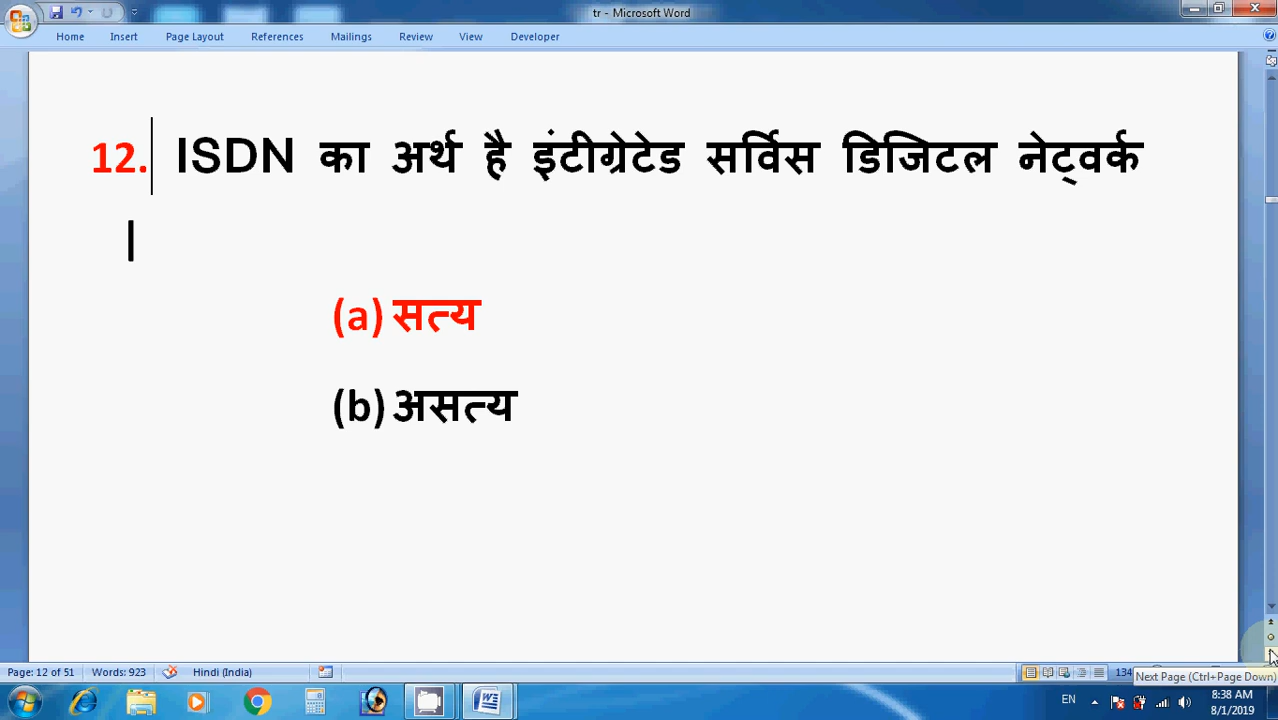 tr - Microsoft Word
Home Insert Page Layout References Mailings Review View Developer
12. ISDN का अर्थ है इंटीग्रेटेड सर्विस डिजिटल नेट्वर्क
|
(a) सत्य
(b) असत्य
Page: 12 of 51 Words: 923 Hindi (India) 134
Next Page (Ctrl+Page Down)
EN 8:38 AM
8/1/2019